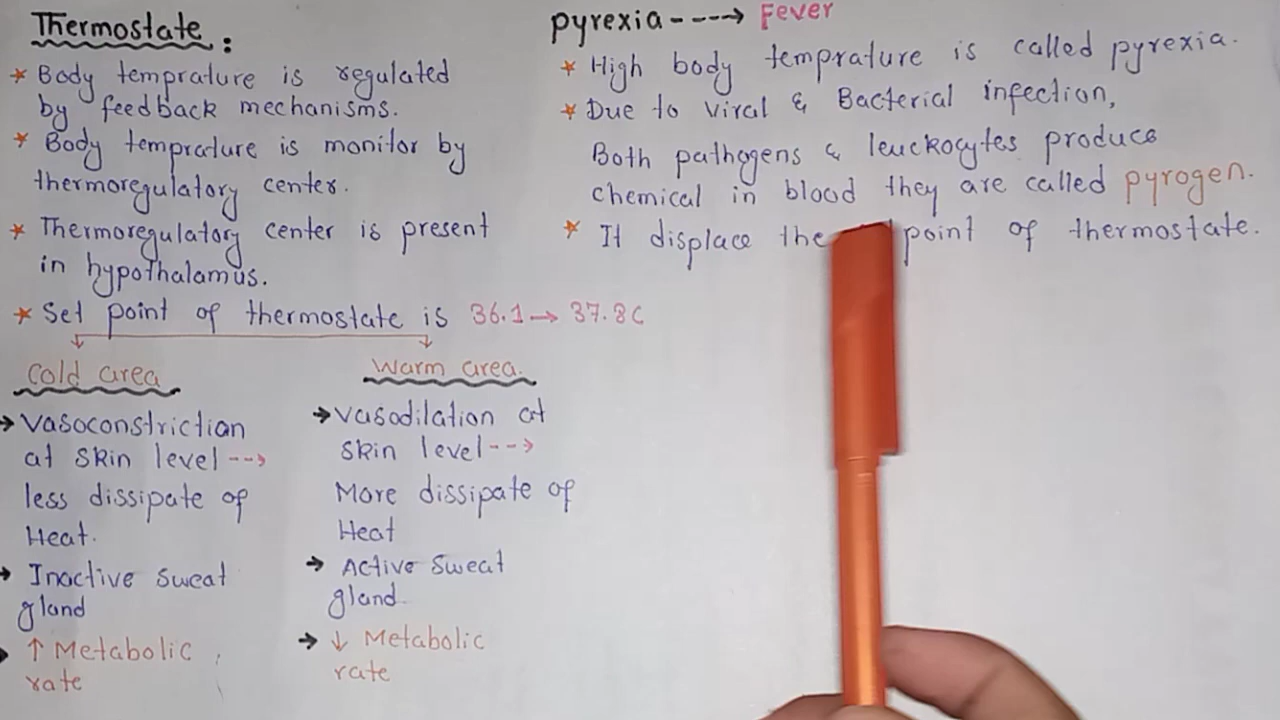 Thermostate :
* Body temprature is regulated
by feedback mechanisms.
* Body temprature is monitor by
thermoregulatory center.
* Thermoregulatory center is present
in hypothalamus.
* Set point of thermostate is 36.1 → 37.8C
Cold area
→ Vasoconstriction
at skin level --→
less dissipate of
Heat.
→ Inactive sweat
gland
→ ↑ Metabolic
rate
Warm area.
→ Vasodilation at
skin level --→
More dissipate of
Heat
→ Active sweat
gland
→ ↓ Metabolic
rate
pyrexia ----→ Fever
* High body temprature is called pyrexia.
* Due to viral & Bacterial infection,
Both pathogens & leuckocytes produce
chemical in blood they are called pyrogen.
* It displace the point of thermostate.